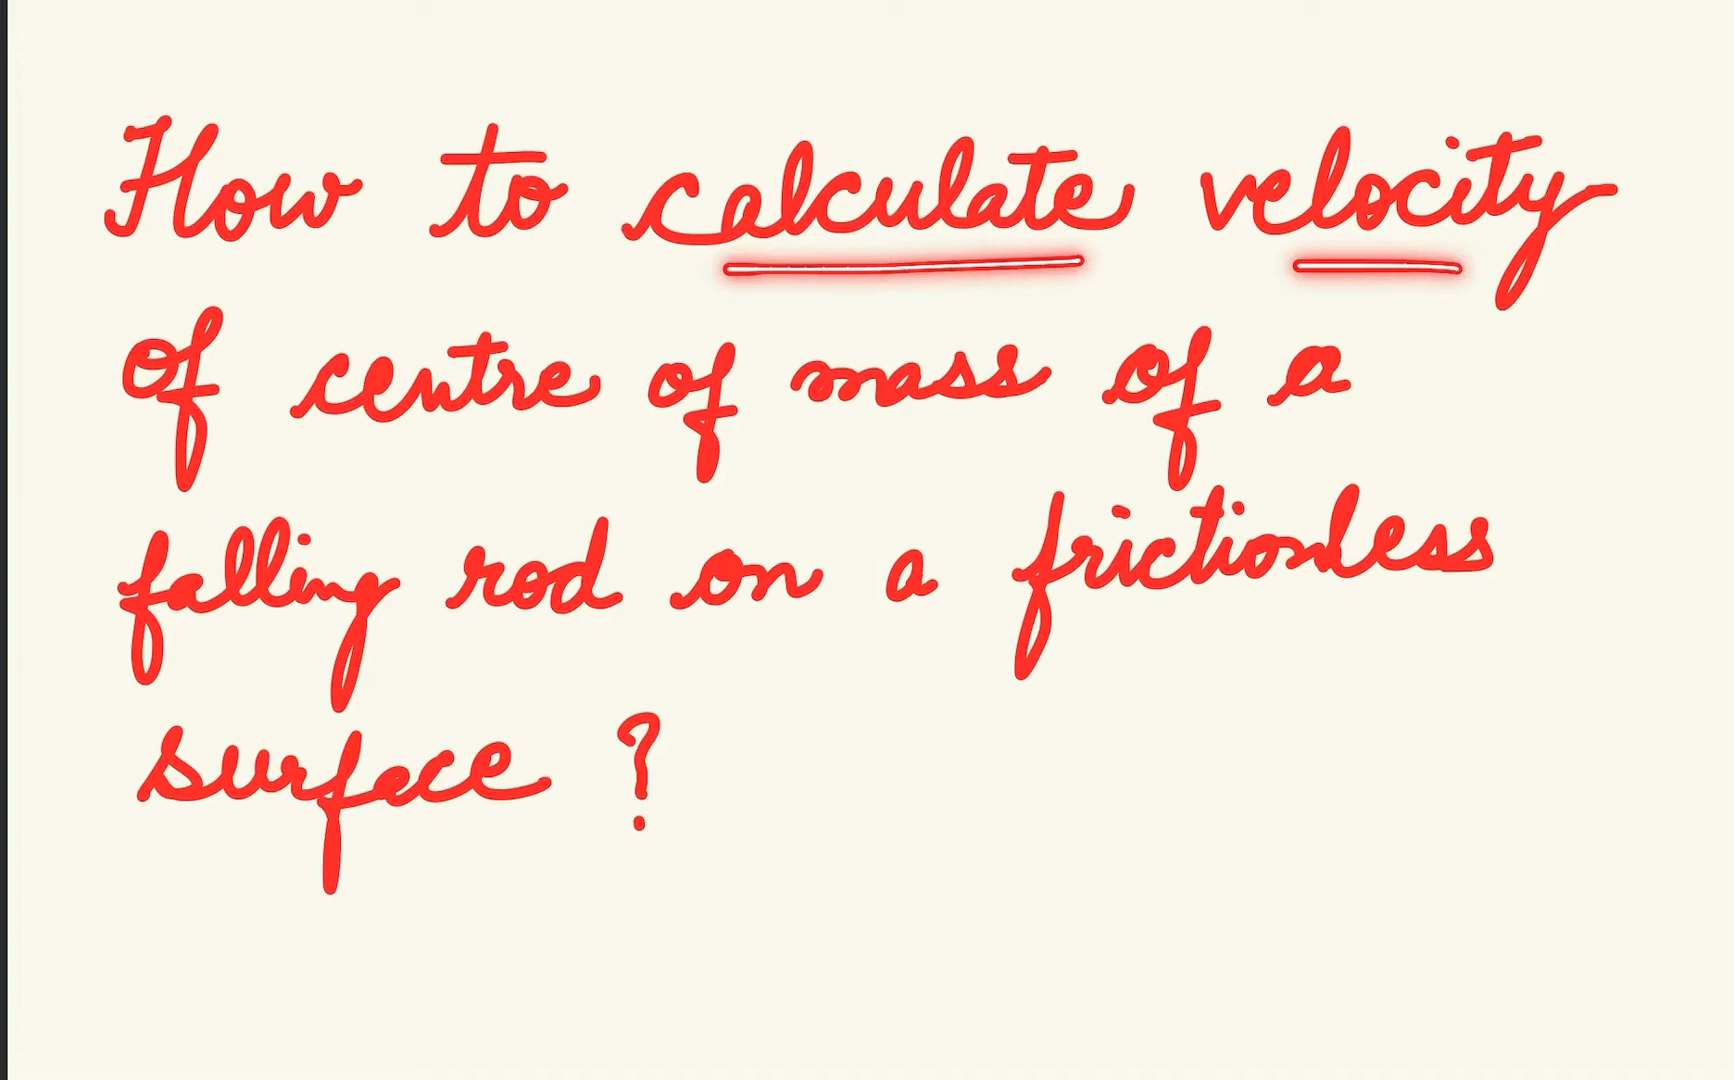 How to calculate velocity
of centre of mass of a
falling rod on a frictionless
surface ?